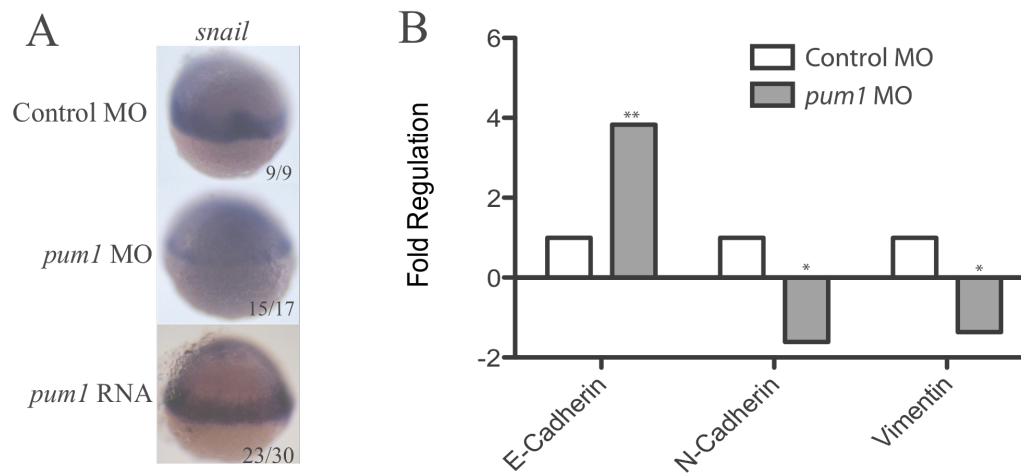 A
snail
Control MO
9/9
pum1 MO
15/17
pum1 RNA
23/30
B
Fold Regulation
6
4
2
0
-2
Control MO
pum1 MO
**
*
*
E-Cadherin
N-Cadherin
Vimentin